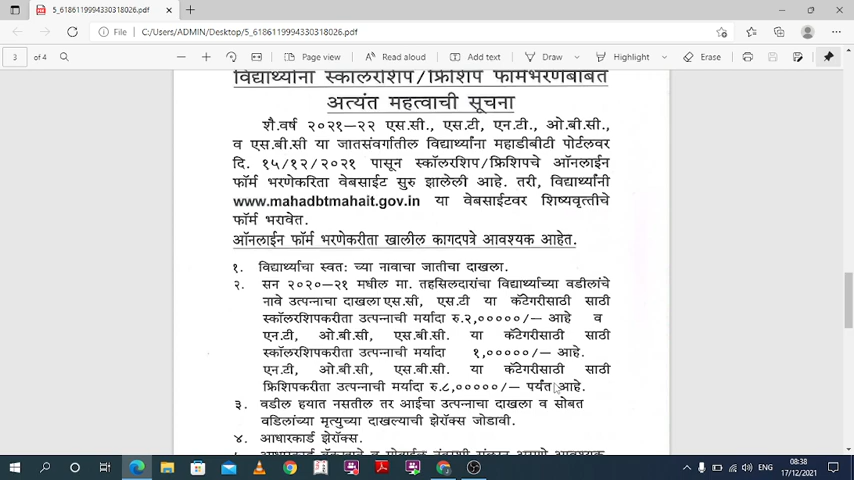 5_6186119994330318026.pdf
File
C:/Users/ADMIN/Desktop/5_6186119994330318026.pdf
3 of 4
Page view
Read aloud
Add text
Draw
Highlight
Erase
विद्यार्थ्यांना स्कॉलरशिप/फ्रिशिप फॉर्मभरणेबाबत
अत्यंत महत्वाची सूचना
शै.वर्ष २०२१—२२ एस.सी., एस.टी, एन.टी., ओ.बी.सी.,
व एस.बी.सी या जातसंवर्गातील विद्यार्थ्यांना महाडीबीटी पोर्टलवर
दि. १५/१२/२०२१ पासून स्कॉलरशिप/फ्रिशिपचे ऑनलाईन
फॉर्म भरणेकरिता वेबसाईट सुरु झालेली आहे. तरी, विद्यार्थ्यांनी
www.mahadbtmahait.gov.in या वेबसाईटवर शिष्यवृत्तीचे
फॉर्म भरावेत.
ऑनलाईन फॉर्म भरणेकरीता खालील कागदपत्रे आवश्यक आहेत.
१. विद्यार्थ्यांचा स्वत: च्या नावाचा जातीचा दाखला.
२. सन २०२०—२१ मधील मा. तहसिलदारांचा विद्यार्थ्याच्या वडीलांचे
नावे उत्पन्नाचा दाखला एस.सी, एस.टी या कॅटेगरीसाठी साठी
स्कॉलरशिपकरीता उत्पन्नाची मर्यादा रु.२,०००००/— आहे व
एन.टी, ओ.बी.सी, एस.बी.सी. या कॅटेगरीसाठी साठी
स्कॉलरशिपकरीता उत्पन्नाची मर्यादा १,०००००/— आहे.
एन.टी, ओ.बी.सी, एस.बी.सी. या कॅटेगरीसाठी साठी
फ्रिशिपकरीता उत्पन्नाची मर्यादा रु.८,०००००/— पर्यंत आहे.
३. वडील हयात नसतील तर आईचा उत्पन्नाचा दाखला व सोबत
वडिलांच्या मृत्युच्या दाखल्याची झेरॉक्स जोडावी.
४. आधारकार्ड झेरॉक्स.
ENG
08:38
17/12/2021